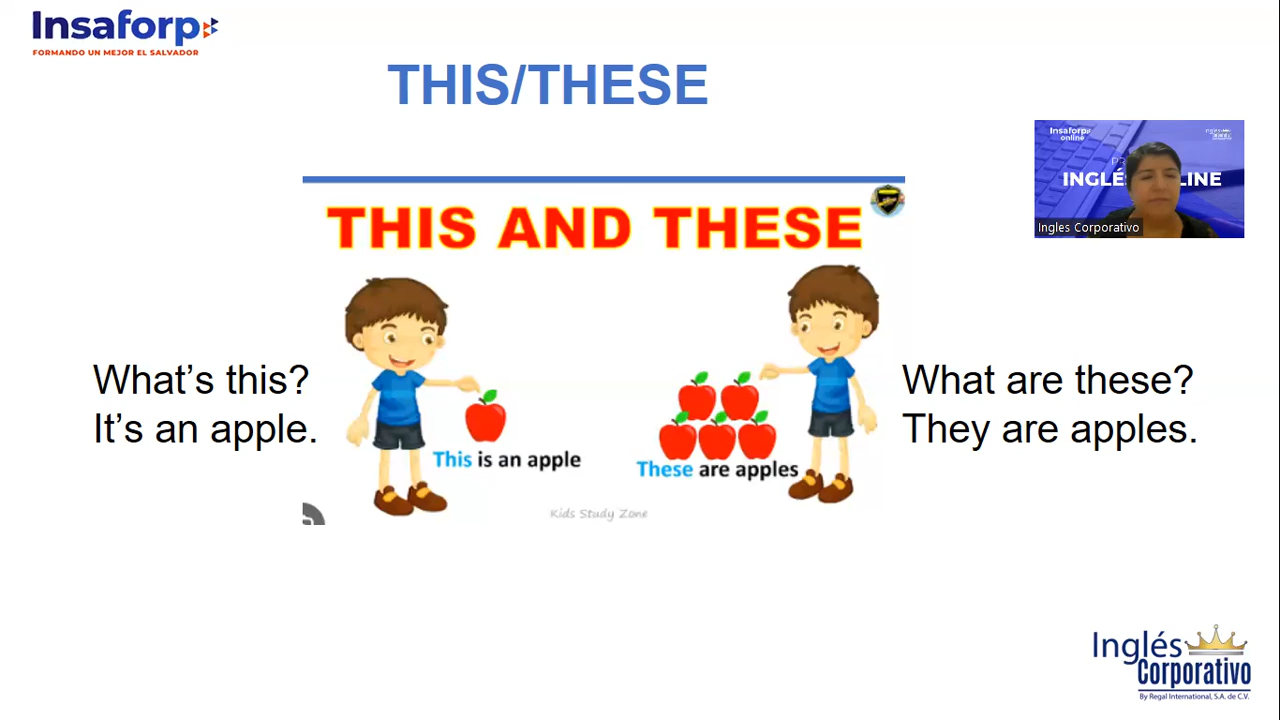 Insaforp
FORMANDO UN MEJOR EL SALVADOR
THIS/THESE
Insaforp
online
INGLÉS
LINE
Ingles Corporativo
THIS AND THESE
What's this?
It's an apple.
This is an apple
These are apples
What are these?
They are apples.
Kids Study Zone
Inglés
Corporativo
By Regal International, S.A. de C.V.